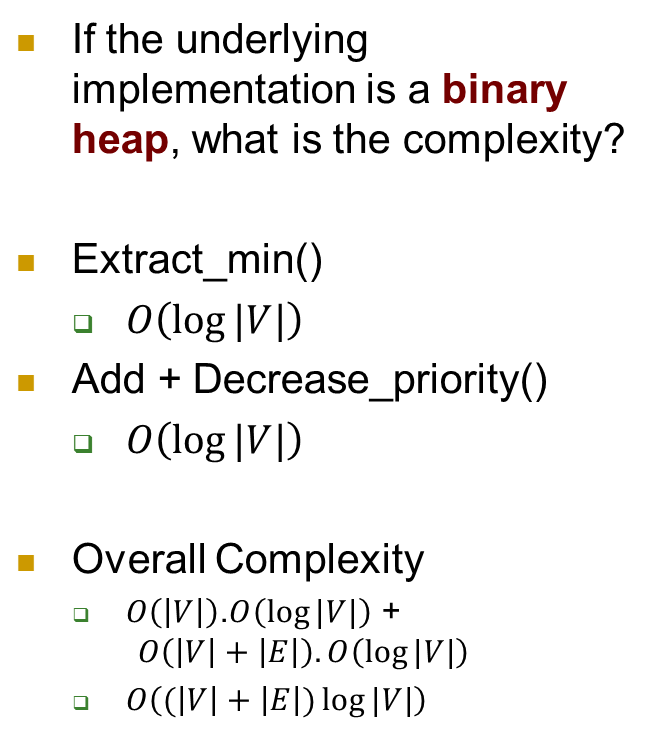 If the underlying
implementation is a binary
heap, what is the complexity?
Extract_min()
O(log |V|)
Add + Decrease_priority()
O(log |V|)
Overall Complexity
O(|V|).O(log|V|) +
O(|V| + |E|).O(log|V|)
O((|V| + |E|) log|V|)